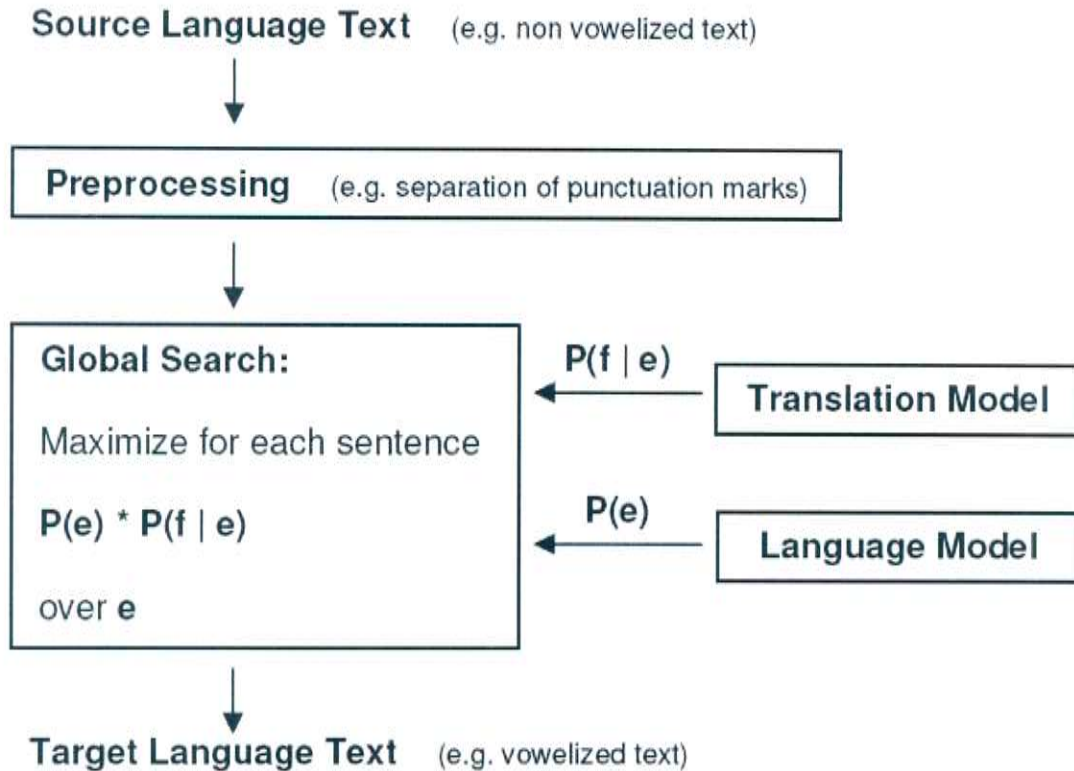 Source Language Text (e.g. non vowelized text)
Preprocessing (e.g. separation of punctuation marks)
Global Search:
Maximize for each sentence
P(e) * P(f | e)
over e
P(f | e)
Translation Model
P(e)
Language Model
Target Language Text (e.g. vowelized text)